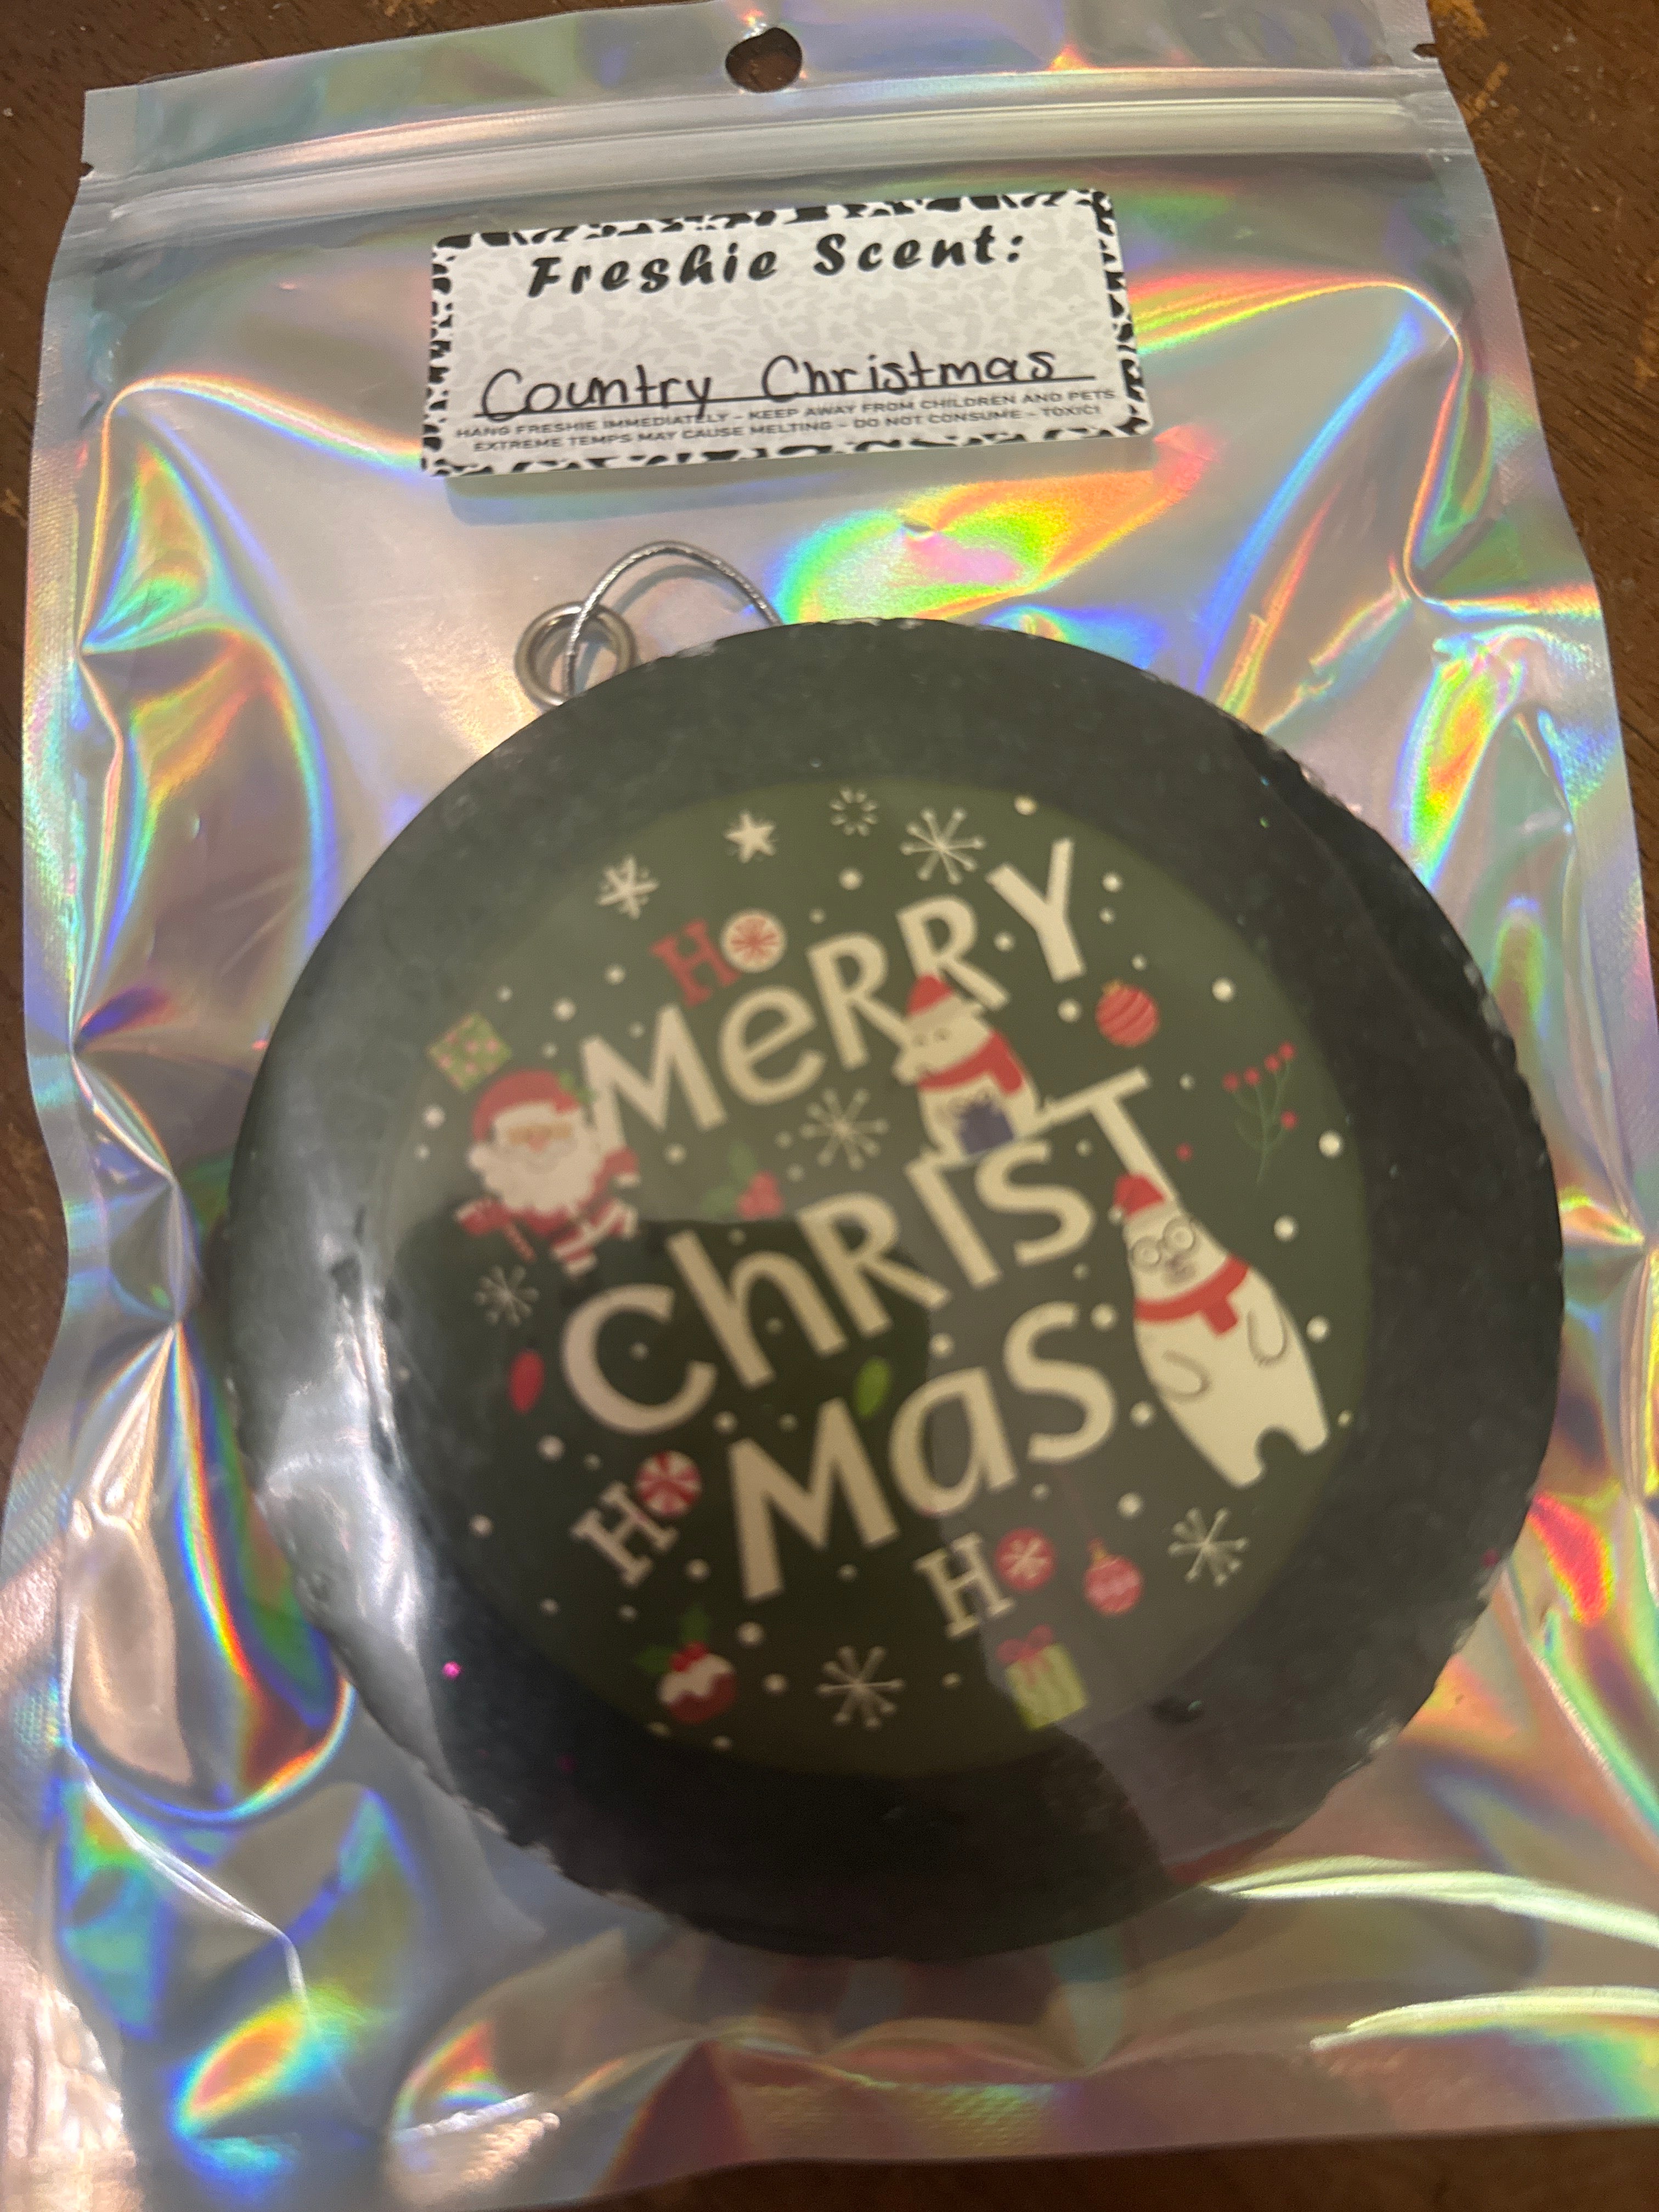 Freshie Scent:
Country Christmas
HANG FRESHIE IMMEDIATELY - KEEP AWAY FROM CHILDREN AND PETS
EXTREME TEMPS MAY CAUSE MELTING - DO NOT CONSUME - TOXIC!
HO
MeRRY
ChRIST
Mas
HO
HO